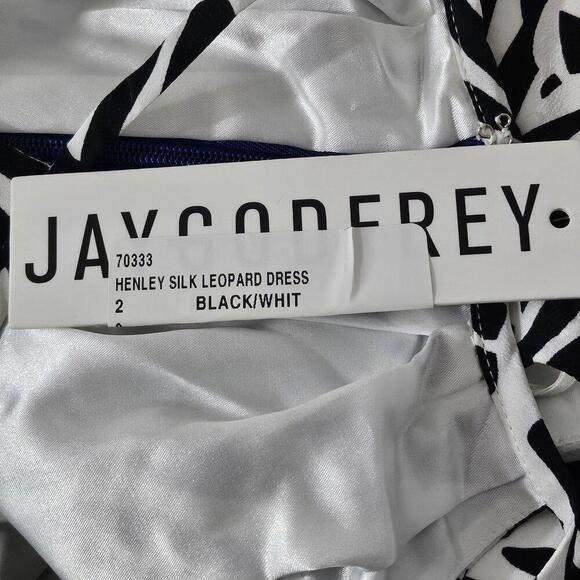 JAYGODFREY
70333
HENLEY SILK LEOPARD DRESS
2 BLACK/WHIT